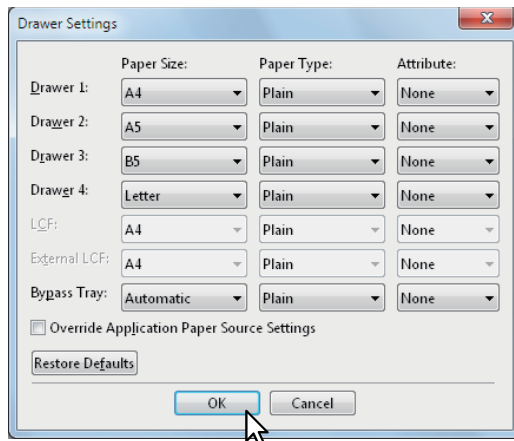 Drawer Settings
Paper Size: Paper Type: Attribute:
Drawer 1: A4 Plain None
Drawer 2: A5 Plain None
Drawer 3: B5 Plain None
Drawer 4: Letter Plain None
LCF: A4 Plain None
External LCF: A4 Plain None
Bypass Tray: Automatic Plain None
Override Application Paper Source Settings
Restore Defaults
OK Cancel